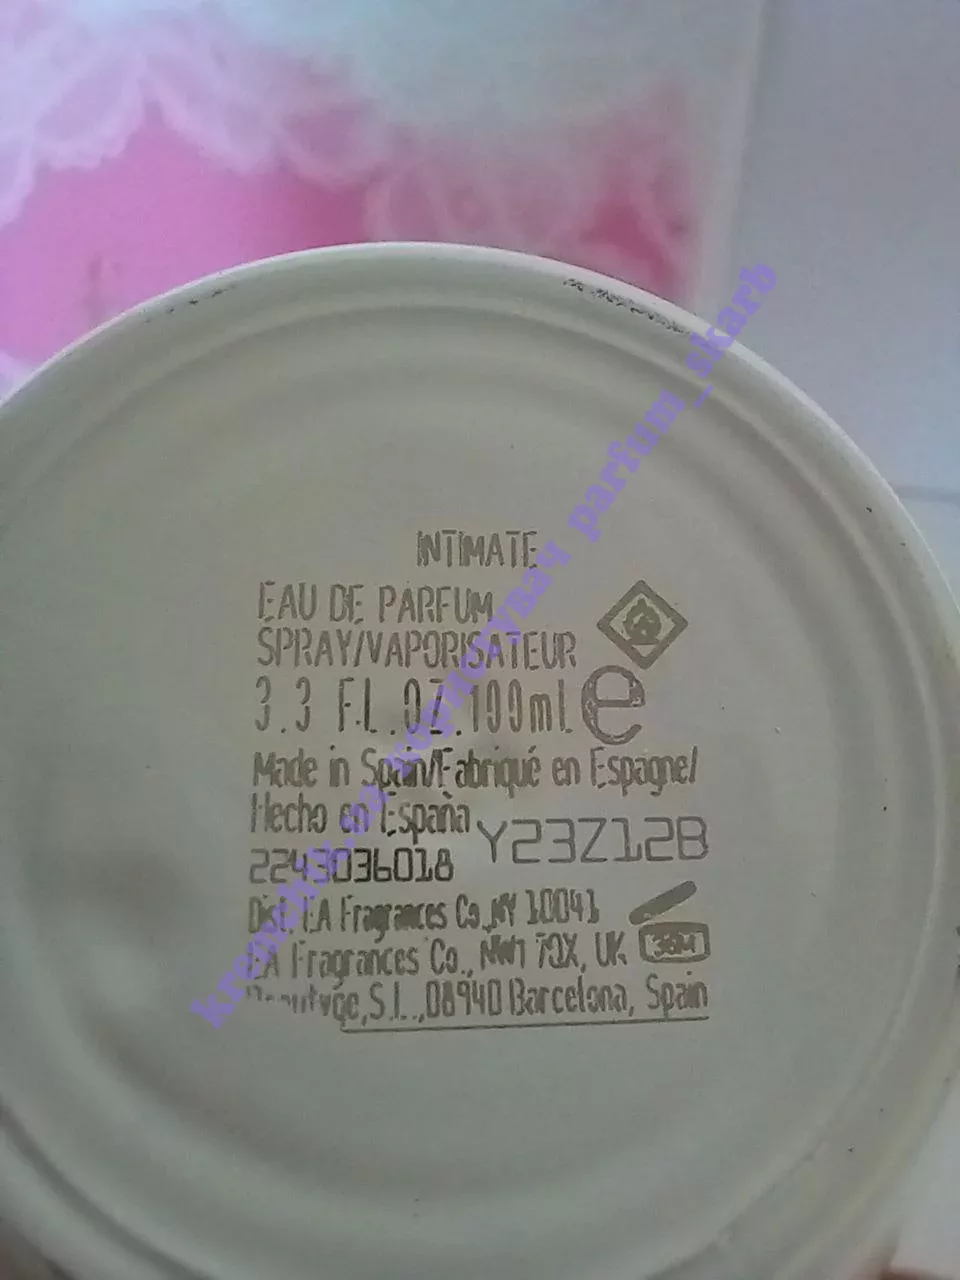 INTIMATE
EAU DE PARFUM
SPRAY/VAPORISATEUR
3.3 FL.OZ.100ml e
Made in Spain/Fabriqué en Espagne/
Hecho en España
Y23Z12B
2243036018
Dist. EA Fragrances Co.,NY 10041
EA Fragrances Co., NW1 7QX, UK
36M
S.L.,08940 Barcelona, Spain
parfum_skarb